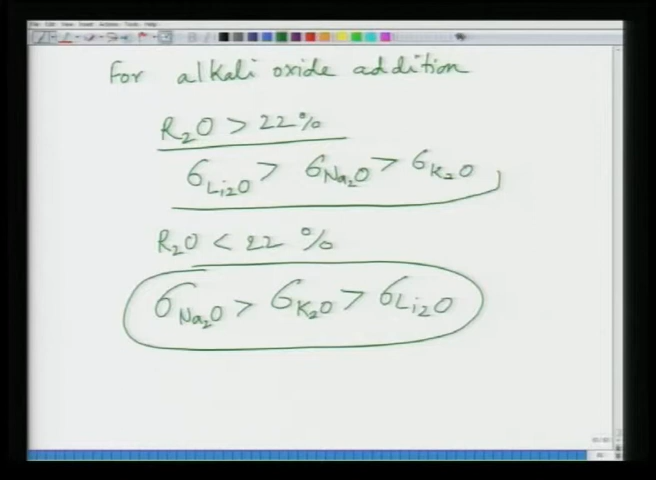 For alkali oxide addition
R₂O > 22%
σLi₂O > σNa₂O > σK₂O
R₂O < 22 %
σNa₂O > σK₂O > σLi₂O